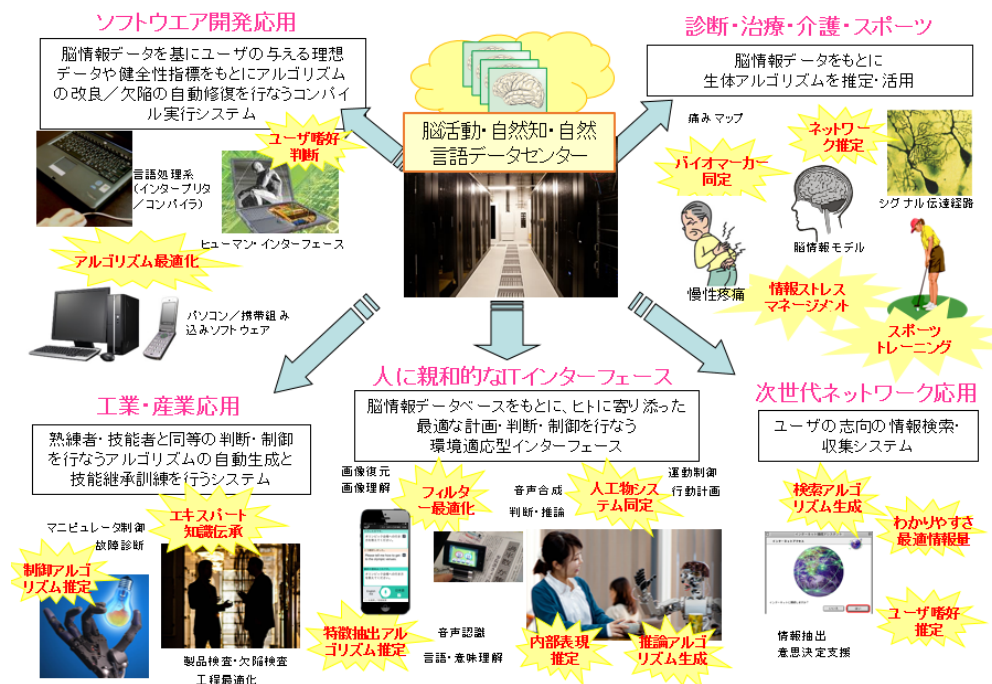 ソフトウエア開発応用
脳情報データを基にユーザの与える理想
データや健全性指標をもとにアルゴリズム
の改良／欠陥の自動修復を行なうコンパイ
ル実行システム
ユーザ嗜好
判断
言語処理系
(インタープリタ
／コンパイラ)
ヒューマン・インターフェース
アルゴリズム最適化
パソコン／携帯組み
込みソフトウェア
脳活動・自然知・自然
言語データセンター
診断・治療・介護・スポーツ
脳情報データをもとに
生体アルゴリズムを推定・活用
痛みマップ
ネットワー
ク推定
バイオマーカー
同定
シグナル伝達経路
脳情報モデル
慢性疼痛
情報ストレス
マネージメント
スポーツ
トレーニング
工業・産業応用
熟練者・技能者と同等の判断・制御
を行なうアルゴリズムの自動生成と
技能継承訓練を行うシステム
エキスパート
知識伝承
マニピュレータ制御
故障診断
制御アルゴ
リズム推定
製品検査・欠陥検査
工程最適化
人に親和的なITインターフェース
脳情報データベースをもとに、ヒトに寄り添った
最適な計画・判断・制御を行なう
環境適応型インターフェース
画像復元
画像理解
フィルタ
ー最適化
音声合成
判断・推論
人工物シス
テム同定
運動制御
行動計画
特徴抽出アル
ゴリズム推定
音声認識
言語・意味理解
内部表現
推定
推論アルゴ
リズム生成
次世代ネットワーク応用
ユーザの志向の情報検索・
収集システム
検索アルゴ
リズム生成
わかりやすさ
最適情報量
ユーザ嗜好
推定
情報抽出
意思決定支援